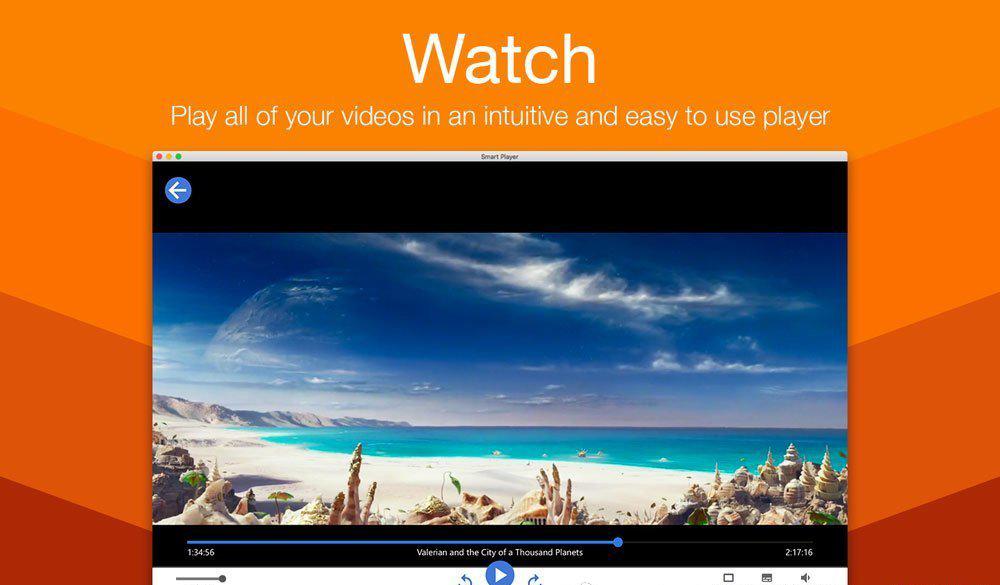 Watch
Play all of your videos in an intuitive and easy to use player
Smart Player
1:34:56
Valerian and the City of a Thousand Planets
2:17:16